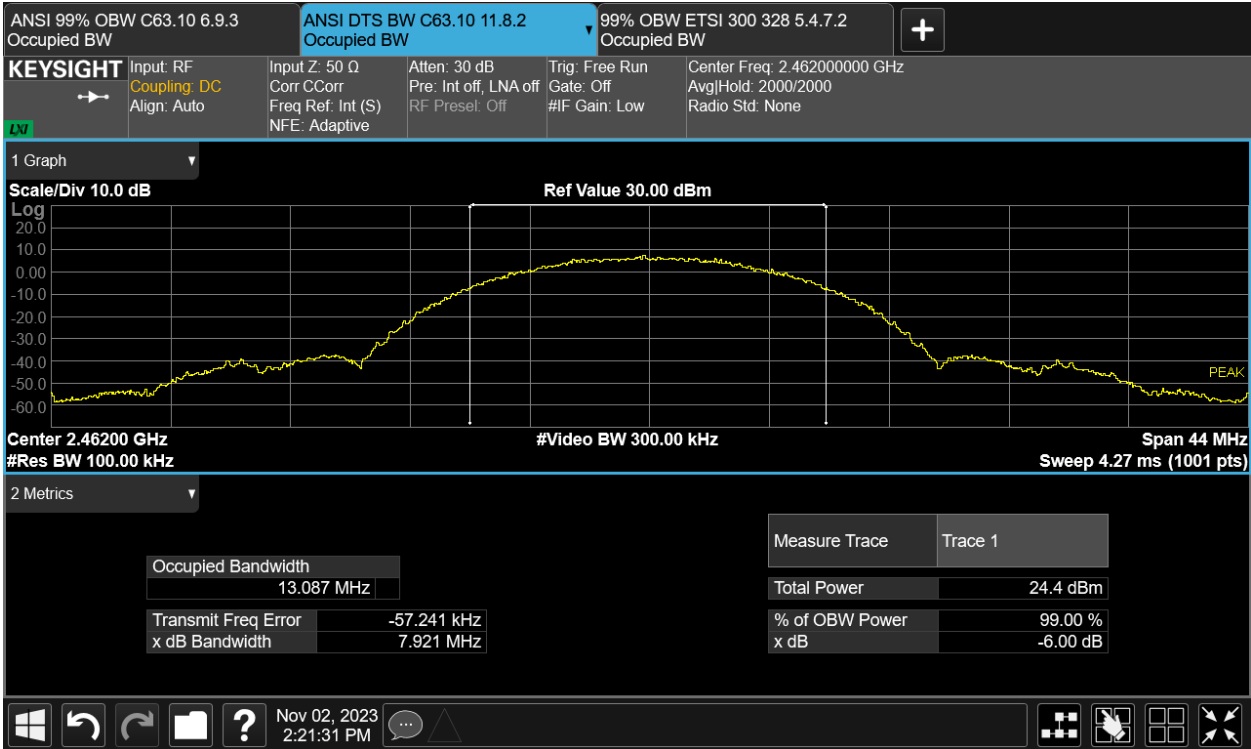 ANSI 99% OBW C63.10 6.9.3
Occupied BW
ANSI DTS BW C63.10 11.8.2
Occupied BW
99% OBW ETSI 300 328 5.4.7.2
Occupied BW
KEYSIGHT
LXI
Input: RF
Coupling: DC
Align: Auto
Input Z: 50 Ω
Corr CCorr
Freq Ref: Int (S)
NFE: Adaptive
Atten: 30 dB
Pre: Int off, LNA off
RF Presel: Off
Trig: Free Run
Gate: Off
#IF Gain: Low
Center Freq: 2.462000000 GHz
Avg|Hold: 2000/2000
Radio Std: None
1 Graph
Scale/Div 10.0 dB
Ref Value 30.00 dBm
Log
20.0
10.0
0.00
-10.0
-20.0
-30.0
-40.0
-50.0
-60.0
PEAK
Center 2.46200 GHz
#Video BW 300.00 kHz
Span 44 MHz
#Res BW 100.00 kHz
Sweep 4.27 ms (1001 pts)
2 Metrics
Occupied Bandwidth
13.087 MHz
Transmit Freq Error -57.241 kHz
x dB Bandwidth 7.921 MHz
Measure Trace Trace 1
Total Power 24.4 dBm
% of OBW Power 99.00 %
x dB -6.00 dB
Nov 02, 2023
2:21:31 PM